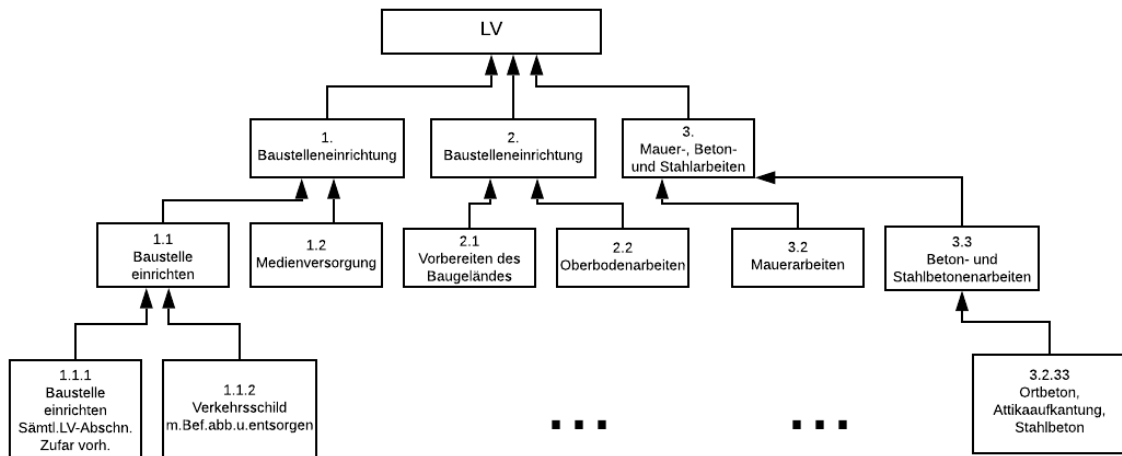 LV
1.
Baustelleneinrichtung
2.
Baustelleneinrichtung
3.
Mauer-, Beton-
und Stahlarbeiten
1.1
Baustelle
einrichten
1.2
Medienversorgung
2.1
Vorbereiten des
Baugeländes
2.2
Oberbodenarbeiten
3.2
Mauerarbeiten
3.3
Beton- und
Stahlbetonenarbeiten
1.1.1
Baustelle
einrichten
Sämtl.LV-Abschn.
Zufar vorh.
1.1.2
Verkehrsschild
m.Bef.abb.u.entsorgen
...
...
3.2.33
Ortbeton,
Attikaaufkantung,
Stahlbeton